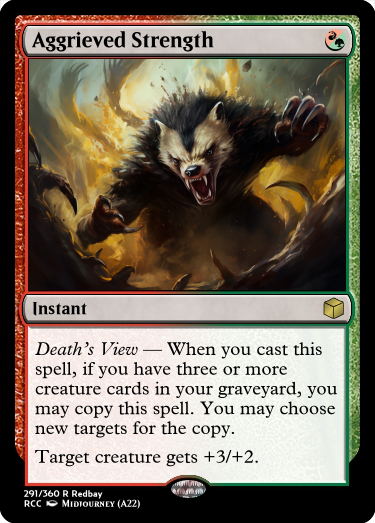 Aggrieved Strength
Instant
Death's View — When you cast this
spell, if you have three or more
creature cards in your graveyard, you
may copy this spell. You may choose
new targets for the copy.
Target creature gets +3/+2.
291/360 R Redbay
RCC Midjourney (A22)